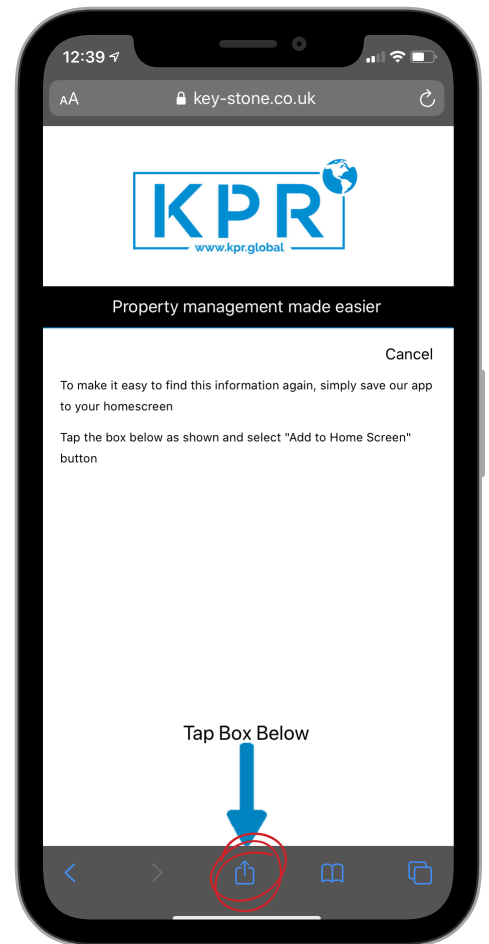 12:39
AA key-stone.co.uk
KPR
www.kpr.global
Property management made easier
Cancel
To make it easy to find this information again, simply save our app
to your homescreen
Tap the box below as shown and select "Add to Home Screen"
button
Tap Box Below